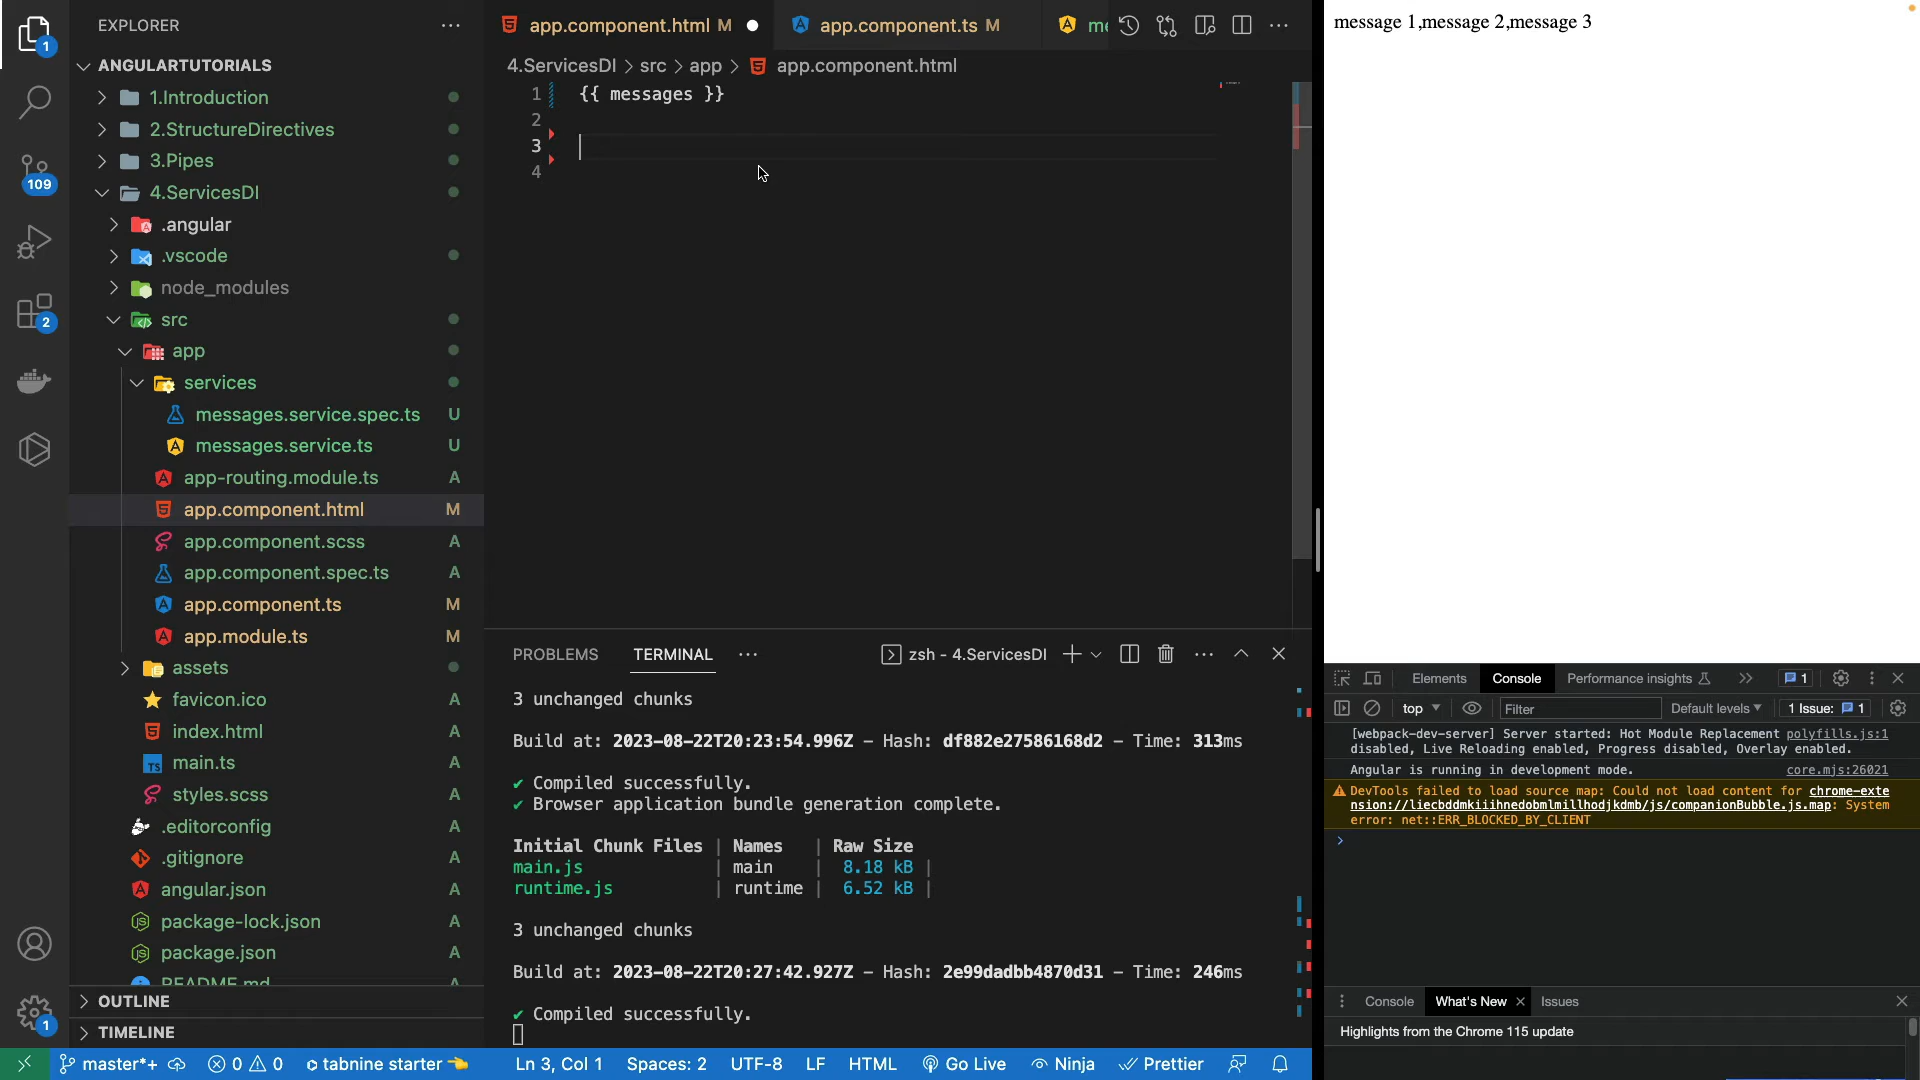 EXPLORER
ANGULARTUTORIALS
1.Introduction
2.StructureDirectives
3.Pipes
4.ServicesDI
.angular
.vscode
node_modules
src
app
services
messages.service.spec.ts U
messages.service.ts U
app-routing.module.ts A
app.component.html M
app.component.scss A
app.component.spec.ts A
app.component.ts M
app.module.ts M
assets
favicon.ico A
index.html A
main.ts A
styles.scss A
.editorconfig A
.gitignore A
angular.json A
package-lock.json A
package.json A
README.md
OUTLINE
TIMELINE
1
109
2
1
app.component.html M
app.component.ts M
me
4.ServicesDI > src > app > app.component.html
1 {{ messages }}
2
3
4
PROBLEMS TERMINAL
zsh - 4.ServicesDI
3 unchanged chunks
Build at: 2023-08-22T20:23:54.996Z - Hash: df882e27586168d2 - Time: 313ms
✔ Compiled successfully.
✔ Browser application bundle generation complete.
Initial Chunk Files | Names | Raw Size
main.js | main | 8.18 kB |
runtime.js | runtime | 6.52 kB |
3 unchanged chunks
Build at: 2023-08-22T20:27:42.927Z - Hash: 2e99dadbb4870d31 - Time: 246ms
✔ Compiled successfully.
master*+ 0 0 tabnine starter Ln 3, Col 1 Spaces: 2 UTF-8 LF HTML Go Live Ninja Prettier
message 1,message 2,message 3
Elements Console Performance insights 1
top Filter Default levels 1 Issue: 1
[webpack-dev-server] Server started: Hot Module Replacement polyfills.js:1
disabled, Live Reloading enabled, Progress disabled, Overlay enabled.
Angular is running in development mode. core.mjs:26021
DevTools failed to load source map: Could not load content for chrome-exte
nsion://liecbddmkiiihnedobmlmillhodjkdmb/js/companionBubble.js.map: System
error: net::ERR_BLOCKED_BY_CLIENT
Console What's New Issues
Highlights from the Chrome 115 update